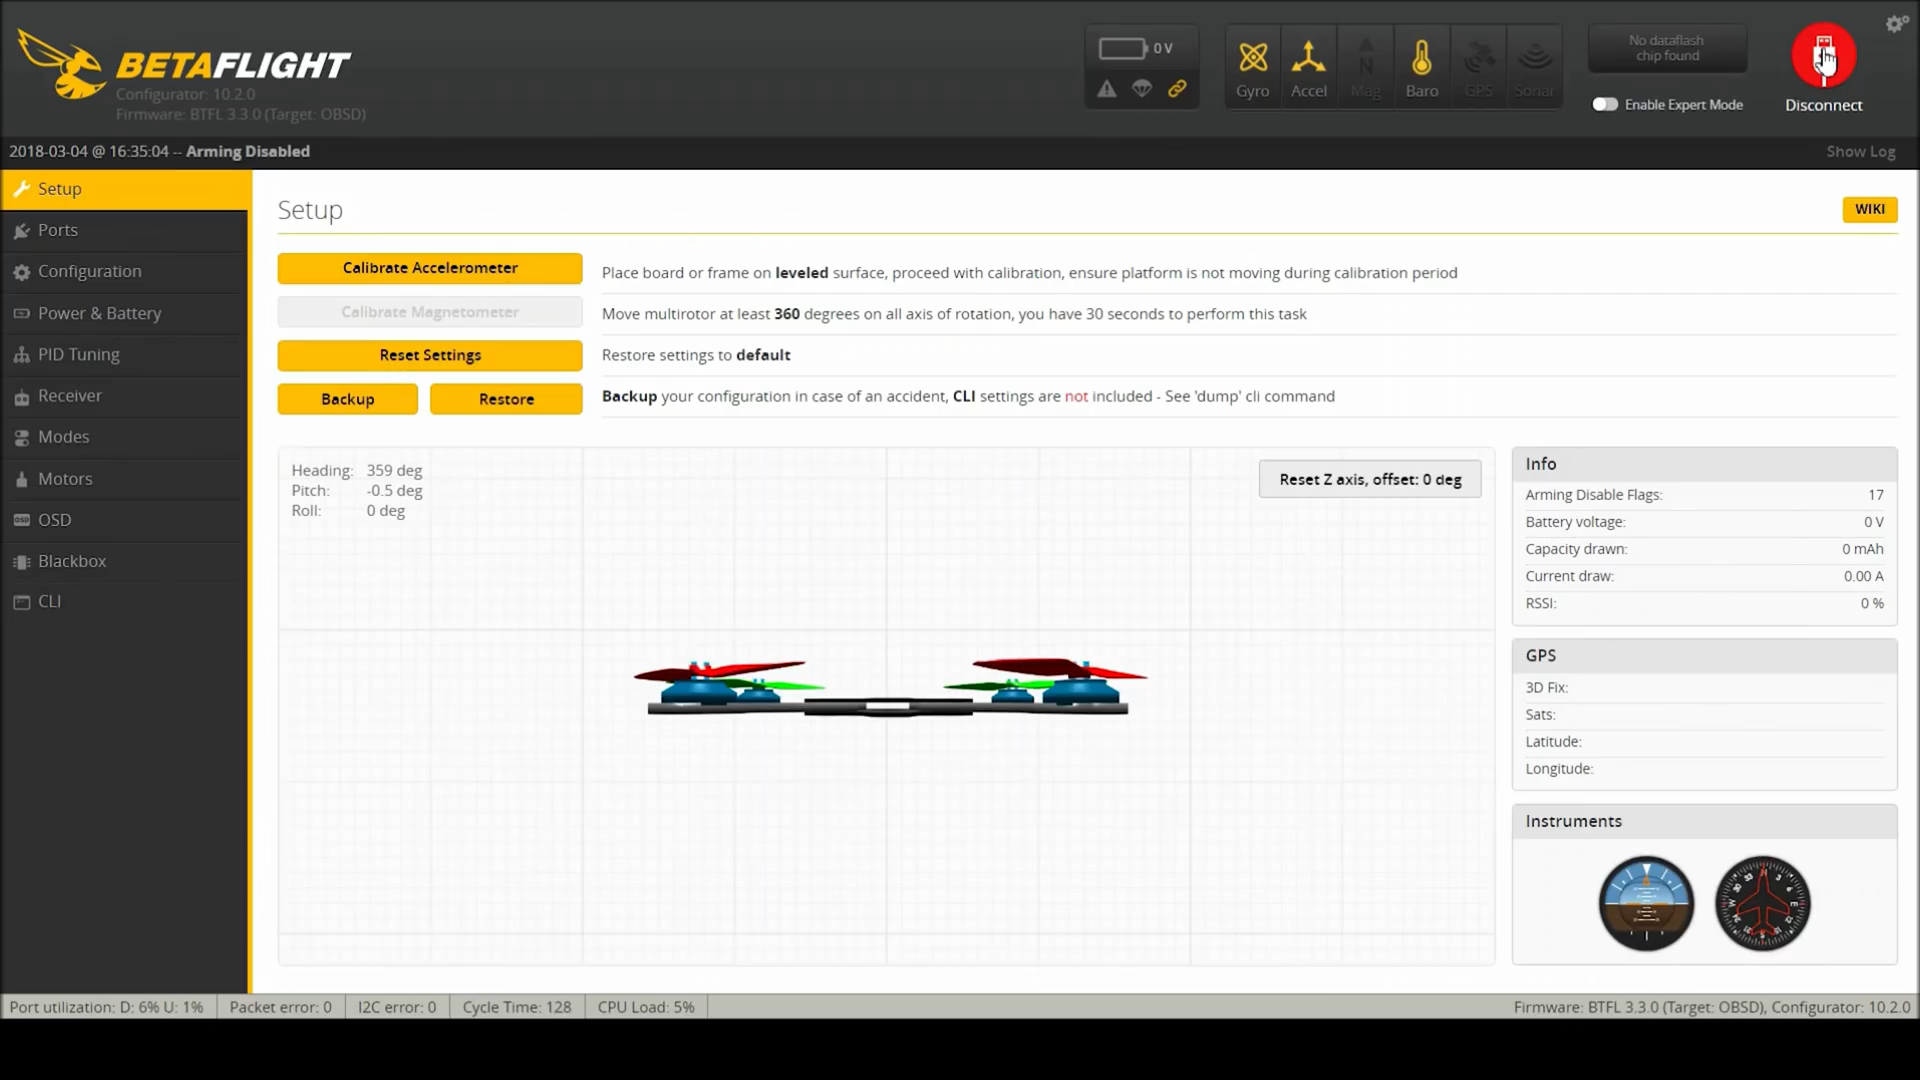 BETAFLIGHT
Configurator: 10.2.0
Firmware: BTFL 3.3.0 (Target: OBSD)
0 V
Gyro
Accel
Mag
Baro
GPS
Sonar
No dataflash
chip found
Enable Expert Mode
Disconnect
2018-03-04 @ 16:35:04 -- Arming Disabled
Show Log
Setup
Ports
Configuration
Power & Battery
PID Tuning
Receiver
Modes
Motors
OSD
Blackbox
CLI
Setup
WIKI
Calibrate Accelerometer
Place board or frame on leveled surface, proceed with calibration, ensure platform is not moving during calibration period
Calibrate Magnetometer
Move multirotor at least 360 degrees on all axis of rotation, you have 30 seconds to perform this task
Reset Settings
Restore settings to default
Backup
Restore
Backup your configuration in case of an accident, CLI settings are not included - See 'dump' cli command
Heading: 359 deg
Pitch: -0.5 deg
Roll: 0 deg
Reset Z axis, offset: 0 deg
Info
Arming Disable Flags: 17
Battery voltage: 0 V
Capacity drawn: 0 mAh
Current draw: 0.00 A
RSSI: 0 %
GPS
3D Fix:
Sats:
Latitude:
Longitude:
Instruments
Port utilization: D: 6% U: 1%
Packet error: 0
I2C error: 0
Cycle Time: 128
CPU Load: 5%
Firmware: BTFL 3.3.0 (Target: OBSD), Configurator: 10.2.0